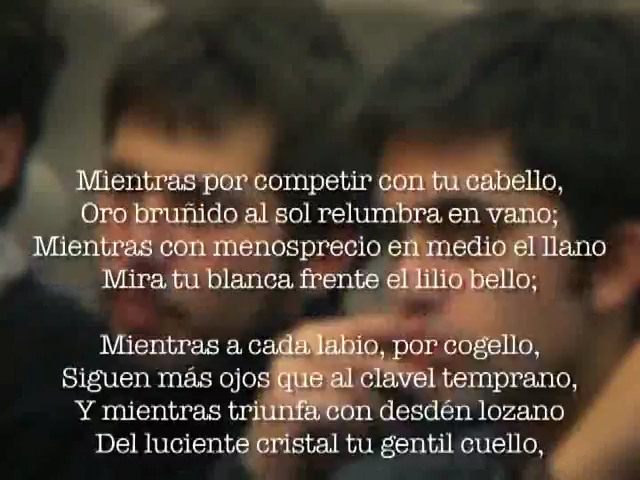 Mientras por competir con tu cabello,
Oro bruñido al sol relumbra en vano;
Mientras con menosprecio en medio el llano
Mira tu blanca frente el lilio bello;
Mientras a cada labio, por cogello,
Siguen más ojos que al clavel temprano,
Y mientras triunfa con desdén lozano
Del luciente cristal tu gentil cuello,